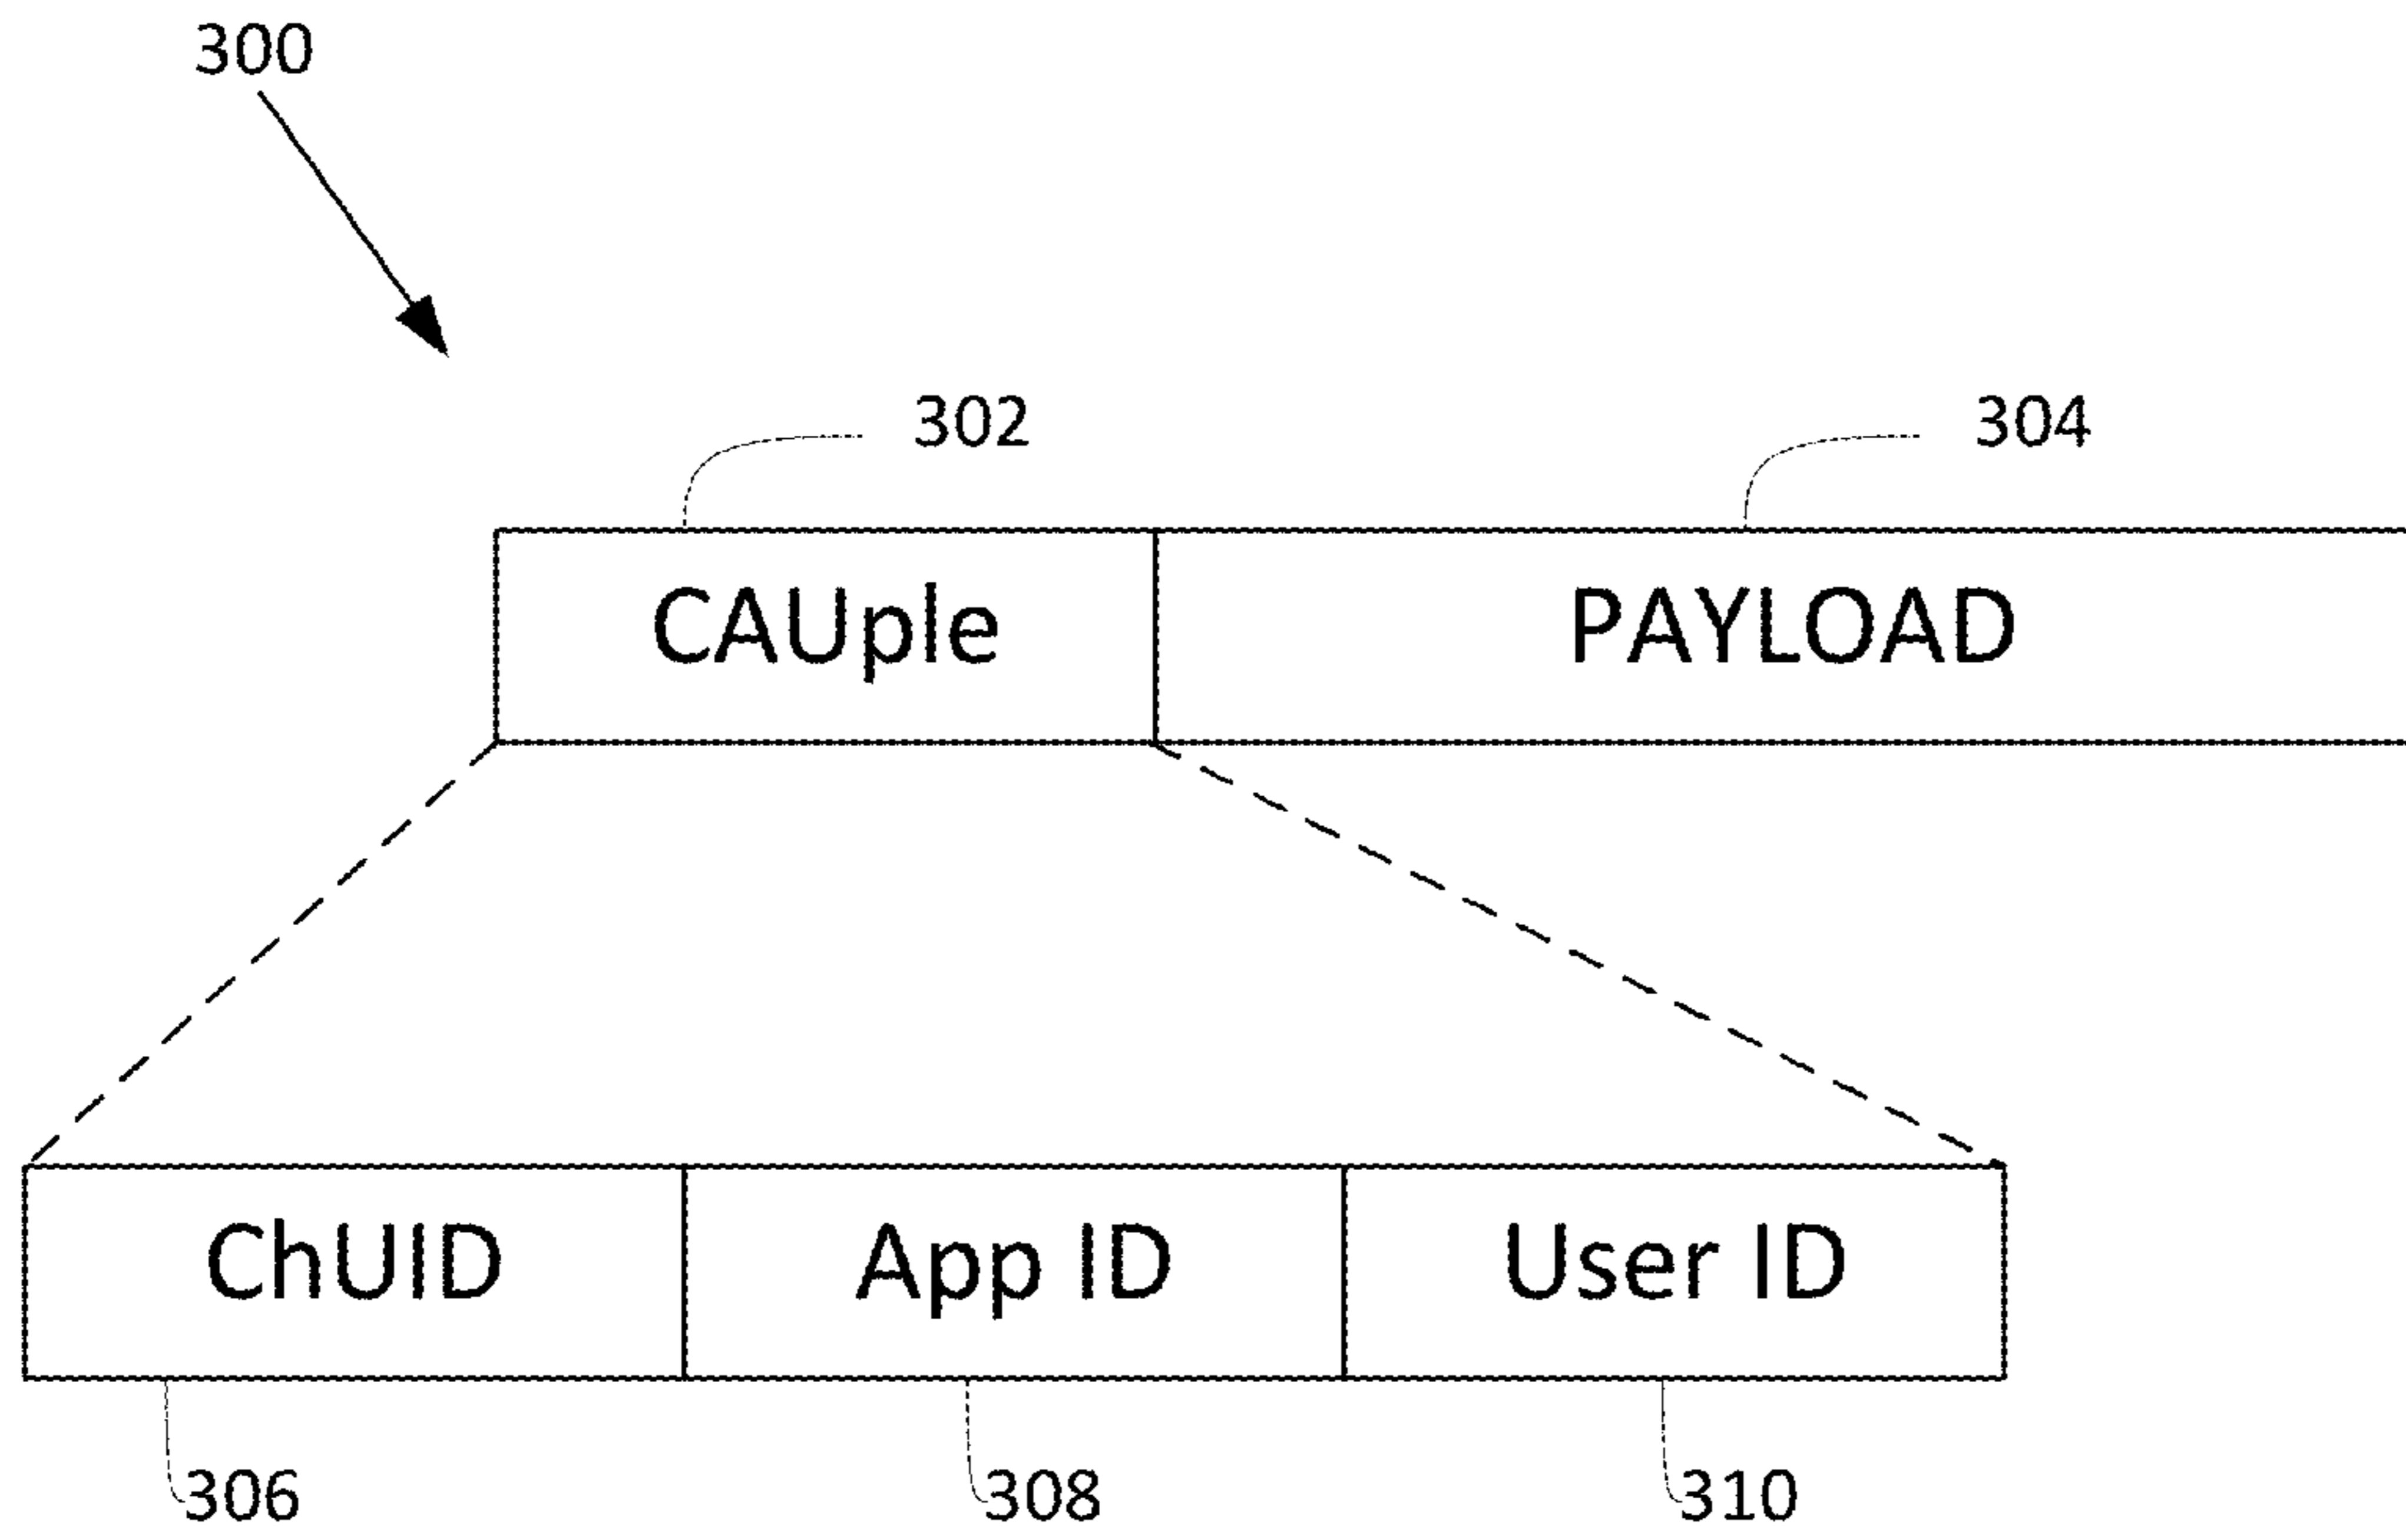 300
302 304
CAUple PAYLOAD
ChUID App ID User ID
306 308 310